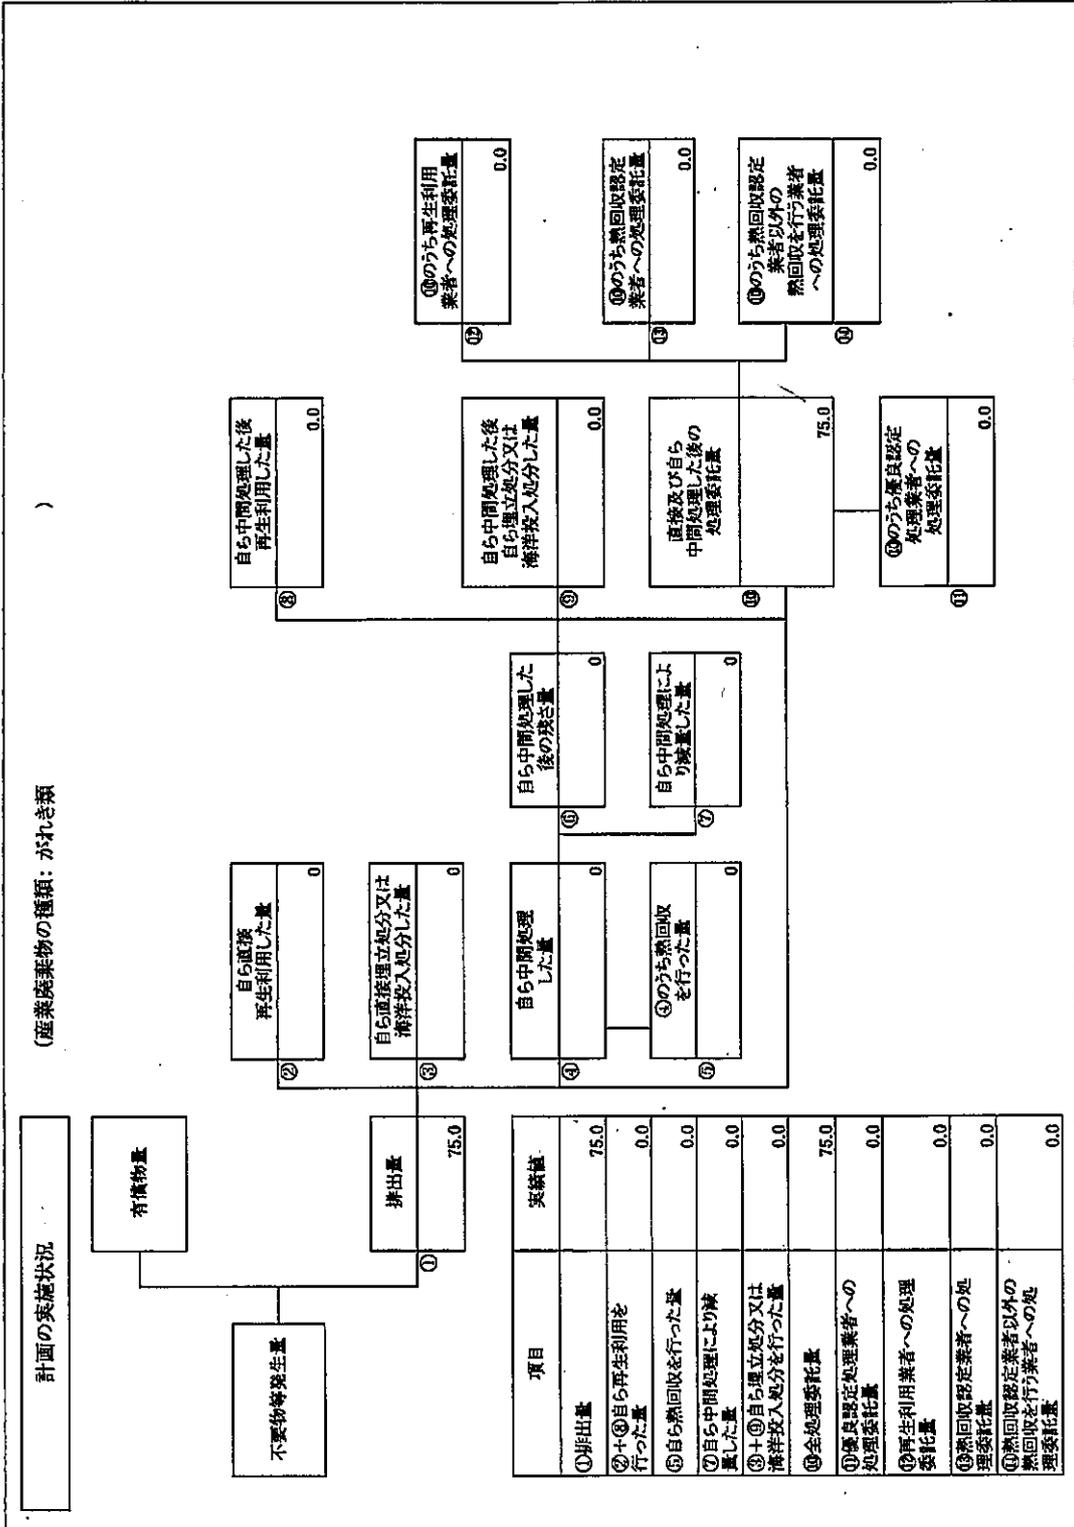 計画の実施状況
(産業廃棄物の種類: がれき類
)
不要物等発生量
有償物量
①
排出量
75.0
②
自ら直接
再生利用した量
0
③
自ら直接埋立処分又は
海洋投入処分した量
0
④
自ら中間処理
した量
0
⑤
④のうち熱回収
を行った量
0
⑥
自ら中間処理した
後の残さ量
0
⑦
自ら中間処理によ
り減量した量
0
⑧
自ら中間処理した後
再生利用した量
0.0
⑨
自ら中間処理した後
自ら埋立処分又は
海洋投入処分した量
0.0
⑩
直接及び自ら
中間処理した後の
処理委託量
75.0
⑪
⑩のうち優良認定
処理業者への
処理委託量
0.0
⑫
⑩のうち再生利用
業者への処理委託量
0.0
⑬
⑩のうち熱回収認定
業者への処理委託量
0.0
⑭
⑩のうち熱回収認定
業者以外の
熱回収を行う業者
への処理委託量
0.0
項目 実績値
①排出量 75.0
②+⑧自ら再生利用を
行った量 0.0
⑤自ら熱回収を行った量 0.0
⑦自ら中間処理により減
量した量 0.0
③+⑨自ら埋立処分又は
海洋投入処分を行った量 0.0
⑩全処理委託量 75.0
⑪優良認定処理業者への
処理委託量 0.0
⑫再生利用業者への処理
委託量 0.0
⑬熱回収認定業者への処
理委託量 0.0
⑭熱回収認定業者以外の
熱回収を行う業者への処
理委託量 0.0